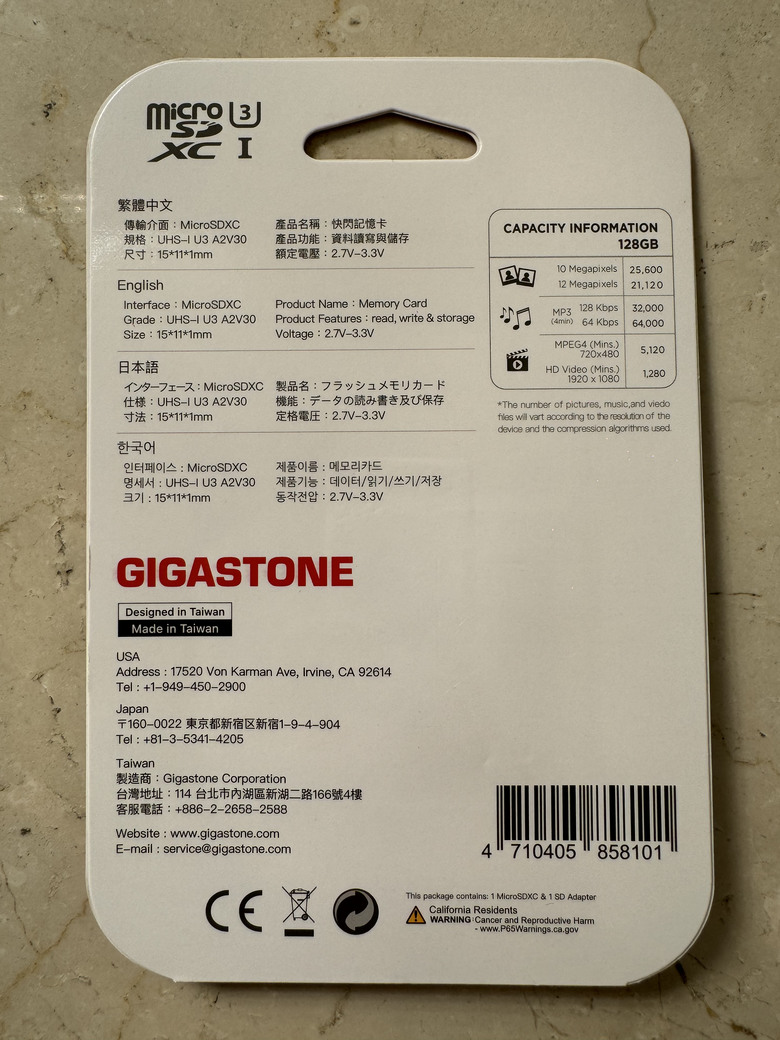 micro SD XC I U3
繁體中文
傳輸介面：MicroSDXC
規格：UHS-I U3 A2V30
尺寸：15*11*1mm
產品名稱：快閃記憶卡
產品功能：資料讀寫與儲存
額定電壓：2.7V-3.3V
English
Interface：MicroSDXC
Grade：UHS-I U3 A2V30
Size：15*11*1mm
Product Name：Memory Card
Product Features：read, write & storage
Voltage：2.7V-3.3V
日本語
インターフェース：MicroSDXC
仕様：UHS-I U3 A2V30
寸法：15*11*1mm
製品名：フラッシュメモリカード
機能：データの読み書き及び保存
定格電圧：2.7V-3.3V
한국어
인터페이스：MicroSDXC
명세서：UHS-I U3 A2V30
크기：15*11*1mm
제품이름：메모리카드
제품기능：데이터/읽기/쓰기/저장
동작전압：2.7V-3.3V
CAPACITY INFORMATION
128GB
10 Megapixels 25,600
12 Megapixels 21,120
MP3 (4min) 128 Kbps 32,000
64 Kbps 64,000
MPEG4 (Mins.)
720x480 5,120
HD Video (Mins.)
1920 x 1080 1,280
*The number of pictures, music,and viedo
files will vart according to the resolution of the
device and the compression algorithms used.
GIGASTONE
Designed in Taiwan
Made in Taiwan
USA
Address：17520 Von Karman Ave, Irvine, CA 92614
Tel：+1-949-450-2900
Japan
〒160-0022 東京都新宿区新宿1-9-4-904
Tel：+81-3-5341-4205
Taiwan
製造商：Gigastone Corporation
台灣地址：114 台北市內湖區新湖二路166號4樓
客服電話：+886-2-2658-2588
Website：www.gigastone.com
E-mail：service@gigastone.com
4 710405 858101
CE
This package contains: 1 MicroSDXC & 1 SD Adapter
California Residents
WARNING:Cancer and Reproductive Harm
- www.P65Warnings.ca.gov